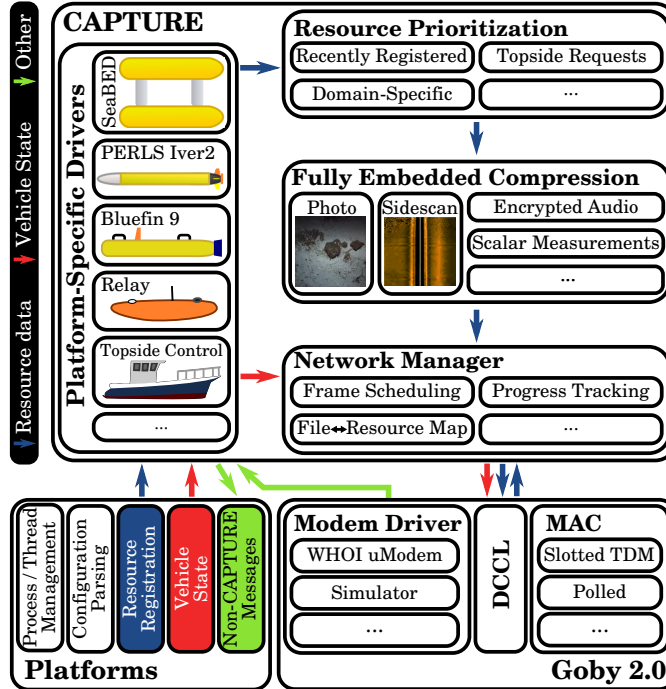 Resource data
Vehicle State
Other
CAPTURE
Platform-Specific Drivers
SeaBED
PERLS Iver2
Bluefin 9
Relay
Topside Control
...
Resource Prioritization
Recently Registered
Topside Requests
Domain-Specific
...
Fully Embedded Compression
Photo
Sidescan
Encrypted Audio
Scalar Measurements
...
Network Manager
Frame Scheduling
Progress Tracking
File↔Resource Map
...
Process / Thread
Management
Configuration
Parsing
Resource
Registration
Vehicle
State
Non-CAPTURE
Messages
Platforms
Modem Driver
WHOI uModem
Simulator
...
DCCL
MAC
Slotted TDM
Polled
...
Goby 2.0